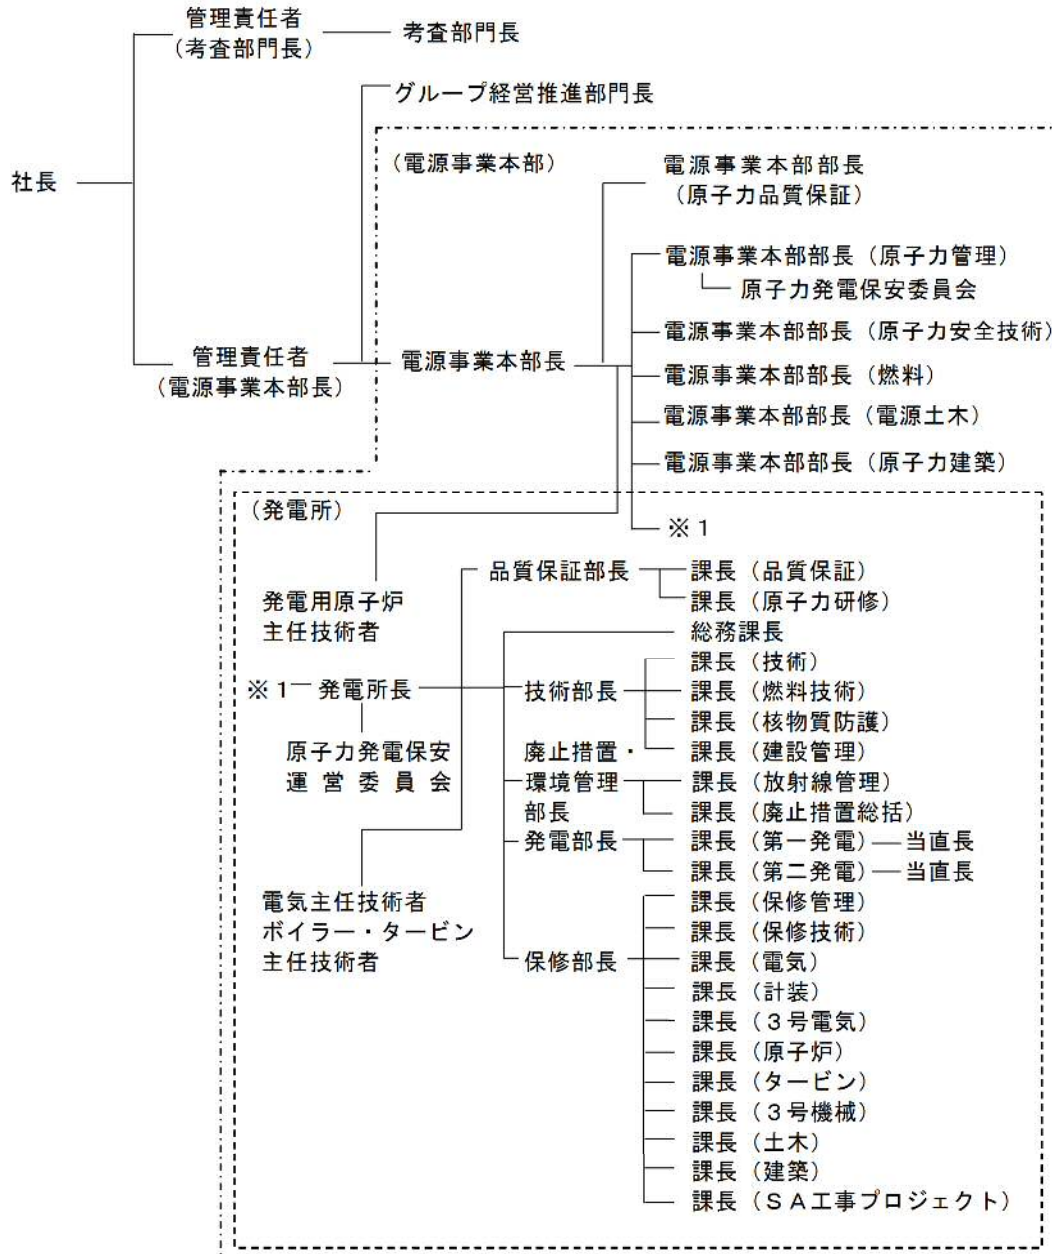 管理責任者
(考査部門長)
考査部門長
グループ経営推進部門長
社長
(電源事業本部)
電源事業本部部長
(原子力品質保証)
電源事業本部部長(原子力管理)
原子力発電保安委員会
管理責任者
(電源事業本部長)
電源事業本部長
電源事業本部部長(原子力安全技術)
電源事業本部部長(燃料)
電源事業本部部長(電源土木)
電源事業本部部長(原子力建築)
※1
(発電所)
発電用原子炉
主任技術者
※1
発電所長
原子力発電保安
運営委員会
電気主任技術者
ボイラー・タービン
主任技術者
品質保証部長
課長(品質保証)
課長(原子力研修)
総務課長
技術部長
課長(技術)
課長(燃料技術)
課長(核物質防護)
課長(建設管理)
廃止措置・
環境管理
部長
課長(放射線管理)
課長(廃止措置総括)
発電部長
課長(第一発電)
当直長
課長(第二発電)
当直長
保修部長
課長(保修管理)
課長(保修技術)
課長(電気)
課長(計装)
課長(3号電気)
課長(原子炉)
課長(タービン)
課長(3号機械)
課長(土木)
課長(建築)
課長(SA工事プロジェクト)